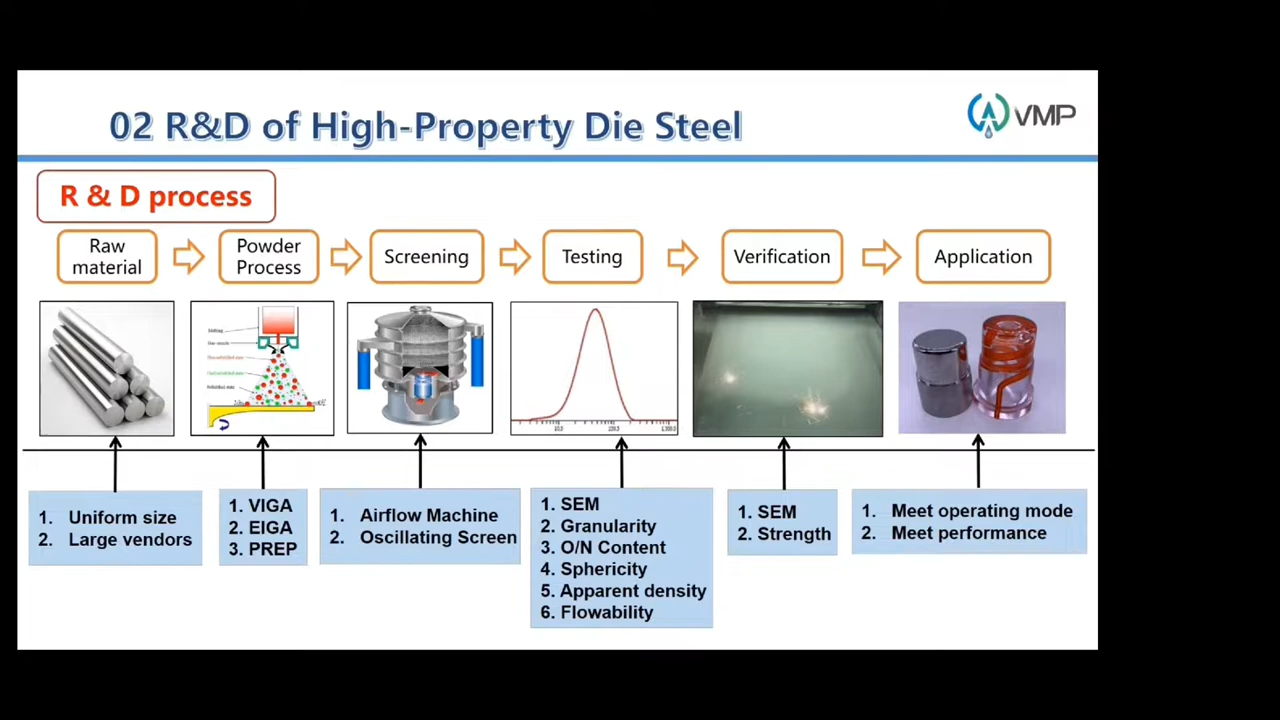 02 R&D of High-Property Die Steel
VMP
R & D process
Raw
material
Powder
Process
Screening
Testing
Verification
Application
1. Uniform size
2. Large vendors
1. VIGA
2. EIGA
3. PREP
1. Airflow Machine
2. Oscillating Screen
1. SEM
2. Granularity
3. O/N Content
4. Sphericity
5. Apparent density
6. Flowability
1. SEM
2. Strength
1. Meet operating mode
2. Meet performance